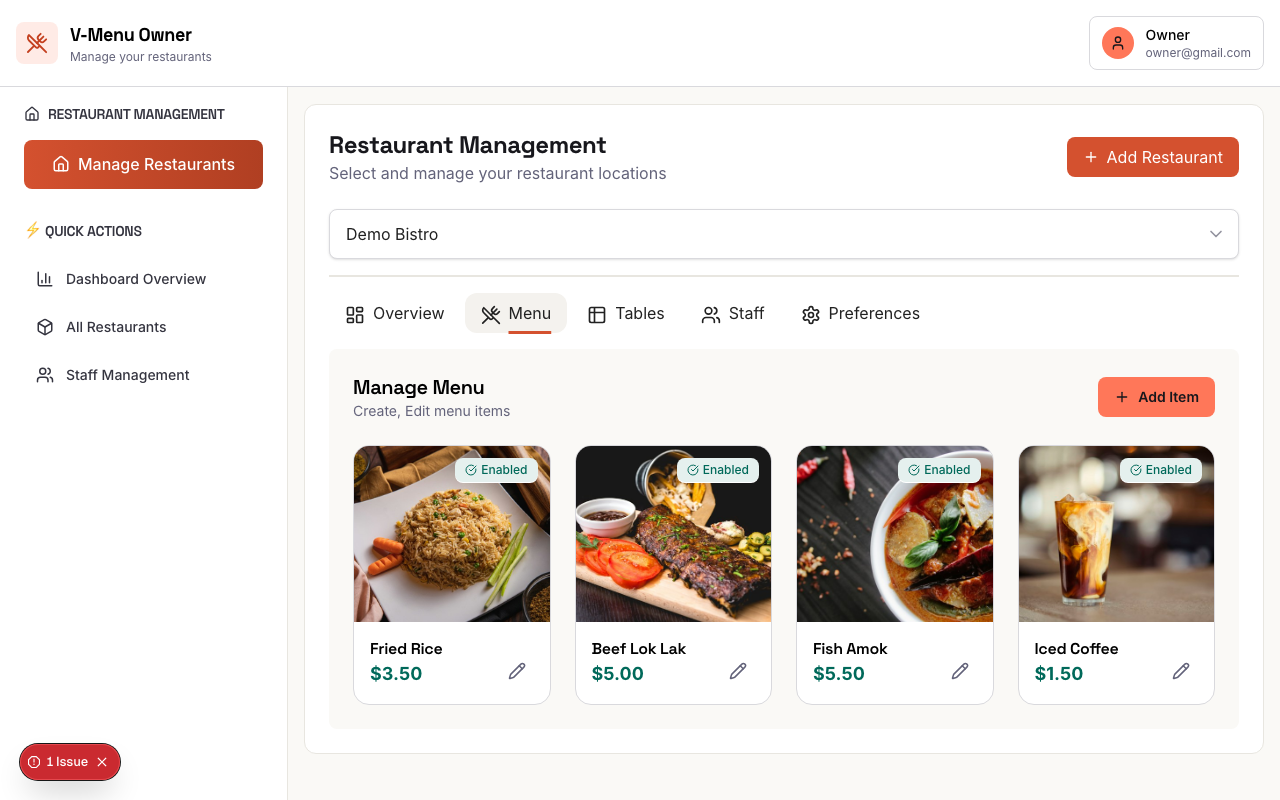 V-Menu Owner
Manage your restaurants
Owner
owner@gmail.com
RESTAURANT MANAGEMENT
Manage Restaurants
⚡ QUICK ACTIONS
Dashboard Overview
All Restaurants
Staff Management
Restaurant Management
Select and manage your restaurant locations
+ Add Restaurant
Demo Bistro
Overview
Menu
Tables
Staff
Preferences
Manage Menu
Create, Edit menu items
+ Add Item
Enabled
Enabled
Enabled
Enabled
Fried Rice
$3.50
Beef Lok Lak
$5.00
Fish Amok
$5.50
Iced Coffee
$1.50
1 Issue